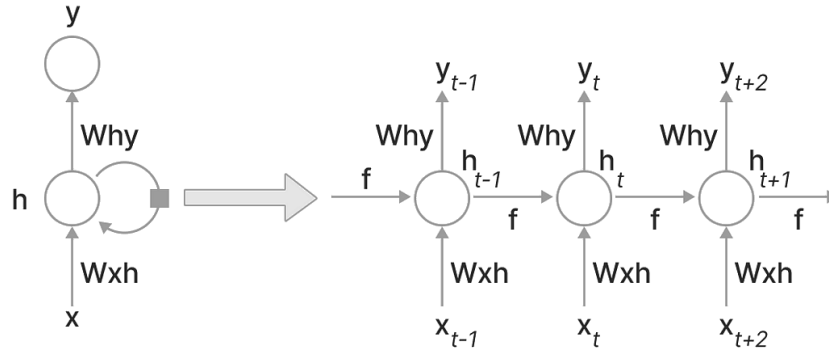 y
Why
h
Wxh
x
y t-1
y t
y t+2
Why
Why
Why
f
h t-1
h t
h t+1
f
f
f
Wxh
Wxh
Wxh
x t-1
x t
x t+2